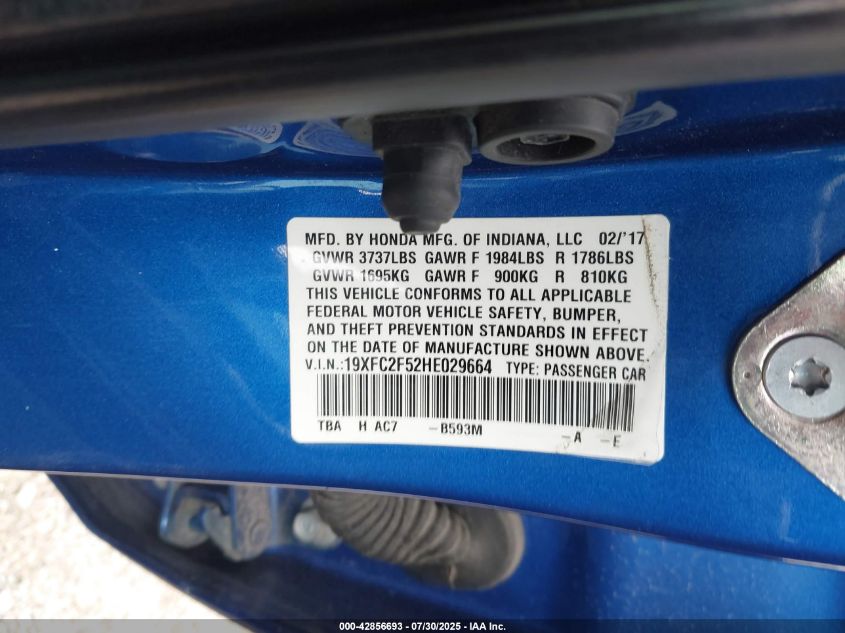 MFD. BY HONDA MFG. OF INDIANA, LLC 02/'17
GVWR 3737LBS GAWR F 1984LBS R 1786LBS
GVWR 1695KG GAWR F 900KG R 810KG
THIS VEHICLE CONFORMS TO ALL APPLICABLE
FEDERAL MOTOR VEHICLE SAFETY, BUMPER,
AND THEFT PREVENTION STANDARDS IN EFFECT
ON THE DATE OF MANUFACTURE SHOWN ABOVE.
V.I.N.:19XFC2F52HE029664 TYPE: PASSENGER CAR
TBA H AC7 -B593M -A -E
000-42856693 / 07/30/2025 - IAA Inc.